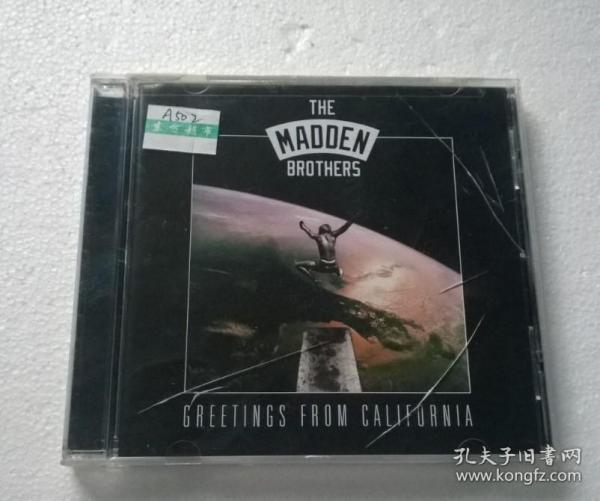 A502
THE
MADDEN
BROTHERS
GREETINGS FROM CALIFORNIA
孔夫子旧书网
www.kongfz.com